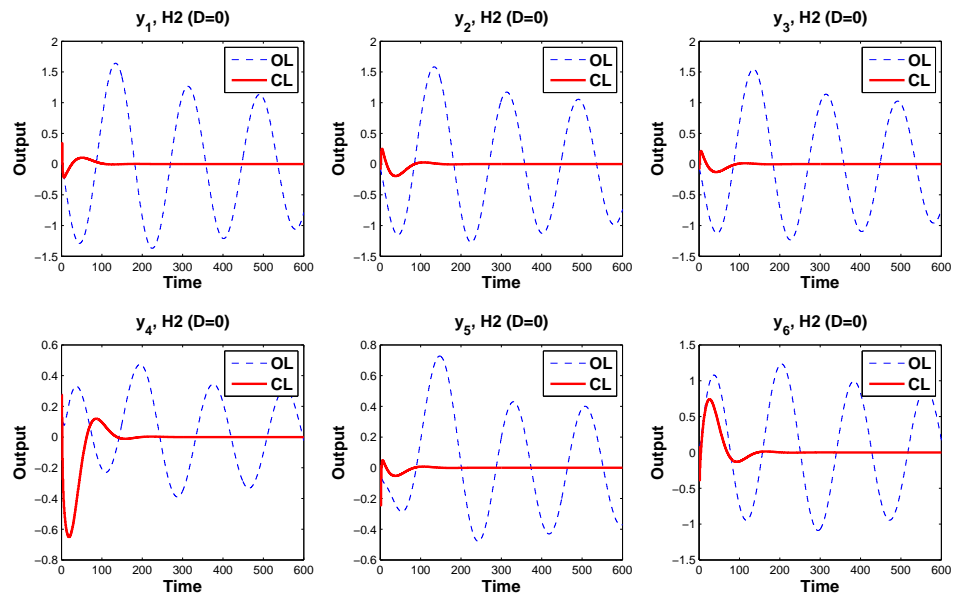 y1, H2 (D=0)
2
1.5
1
0.5
0
−0.5
−1
−1.5
Output
OL
CL
0 100 200 300 400 500 600
Time
y2, H2 (D=0)
2
1.5
1
0.5
0
−0.5
−1
−1.5
Output
OL
CL
0 100 200 300 400 500 600
Time
y3, H2 (D=0)
2
1.5
1
0.5
0
−0.5
−1
−1.5
Output
OL
CL
0 100 200 300 400 500 600
Time
y4, H2 (D=0)
0.6
0.4
0.2
0
−0.2
−0.4
−0.6
−0.8
Output
OL
CL
0 100 200 300 400 500 600
Time
y5, H2 (D=0)
0.8
0.6
0.4
0.2
0
−0.2
−0.4
−0.6
Output
OL
CL
0 100 200 300 400 500 600
Time
y6, H2 (D=0)
1.5
1
0.5
0
−0.5
−1
−1.5
Output
OL
CL
0 100 200 300 400 500 600
Time